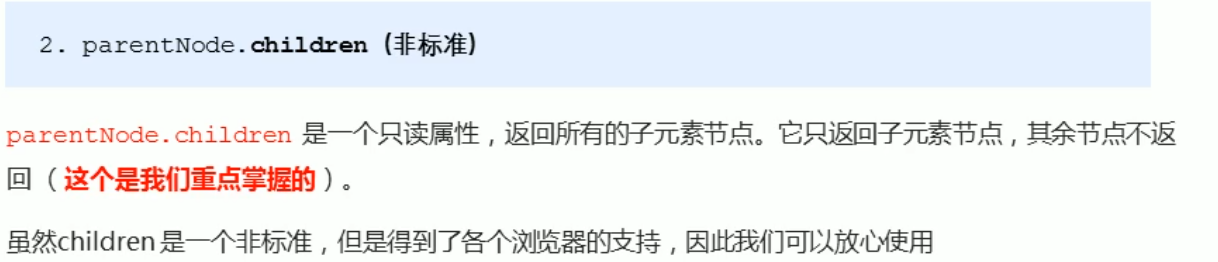 2. parentNode.children (非标准)
parentNode.children 是一个只读属性，返回所有的子元素节点。它只返回子元素节点，其余节点不返
回（这个是我们重点掌握的）。
虽然children 是一个非标准，但是得到了各个浏览器的支持，因此我们可以放心使用